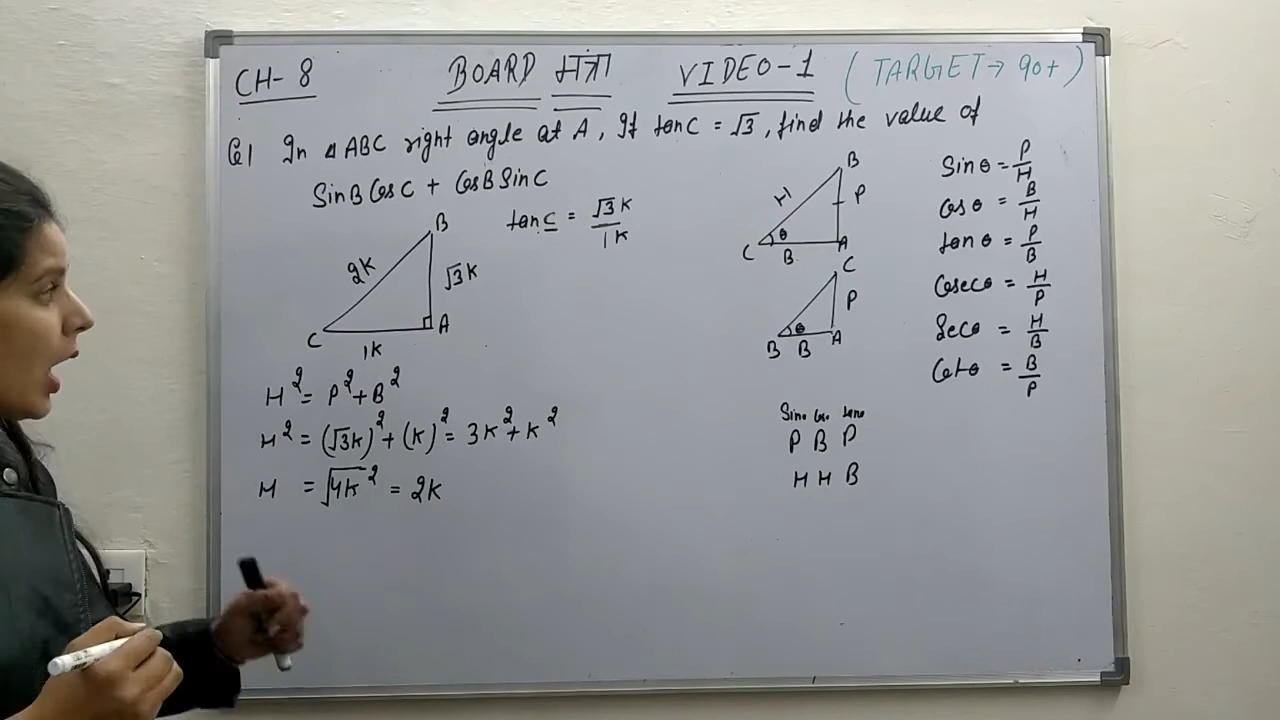 CH-8 BOARD मंत्रा VIDEO-1 (TARGET→ 90+)
Q1 In △ABC right angle at A, If tanC = √3, find the value of
SinB CosC + CosB SinC
tanC = √3K / 1K
B
2K
√3K
C
A
1K
H² = P² + B²
H² = (√3K)² + (K)² = 3K² + K²
H = √4K² = 2K
B
H
P
C
θ
A
B
C
P
θ
B
B
A
Sinθ = P/H
Cosθ = B/H
tanθ = P/B
Cosecθ = H/P
Secθ = H/B
Cotθ = B/P
Sinθ Cosθ tanθ
P B P
H H B